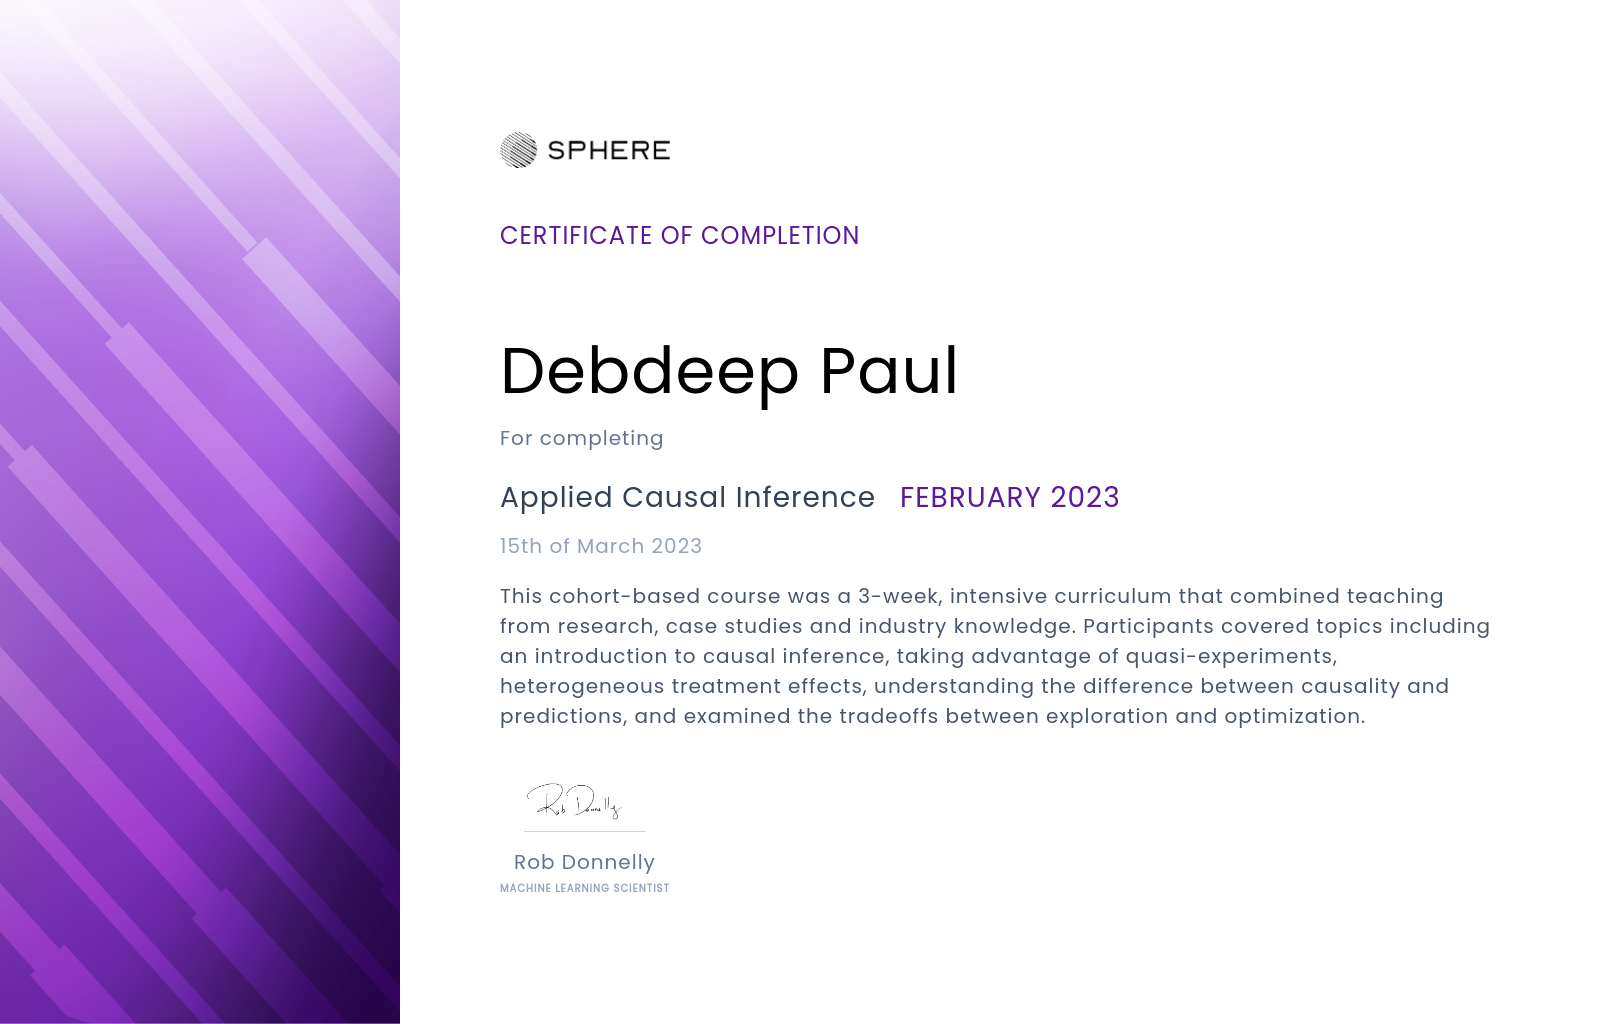 SPHERE
CERTIFICATE OF COMPLETION
Debdeep Paul
For completing
Applied Causal Inference FEBRUARY 2023
15th of March 2023
This cohort-based course was a 3-week, intensive curriculum that combined teaching
from research, case studies and industry knowledge. Participants covered topics including
an introduction to causal inference, taking advantage of quasi-experiments,
heterogeneous treatment effects, understanding the difference between causality and
predictions, and examined the tradeoffs between exploration and optimization.
Rob Donnelly
Rob Donnelly
MACHINE LEARNING SCIENTIST